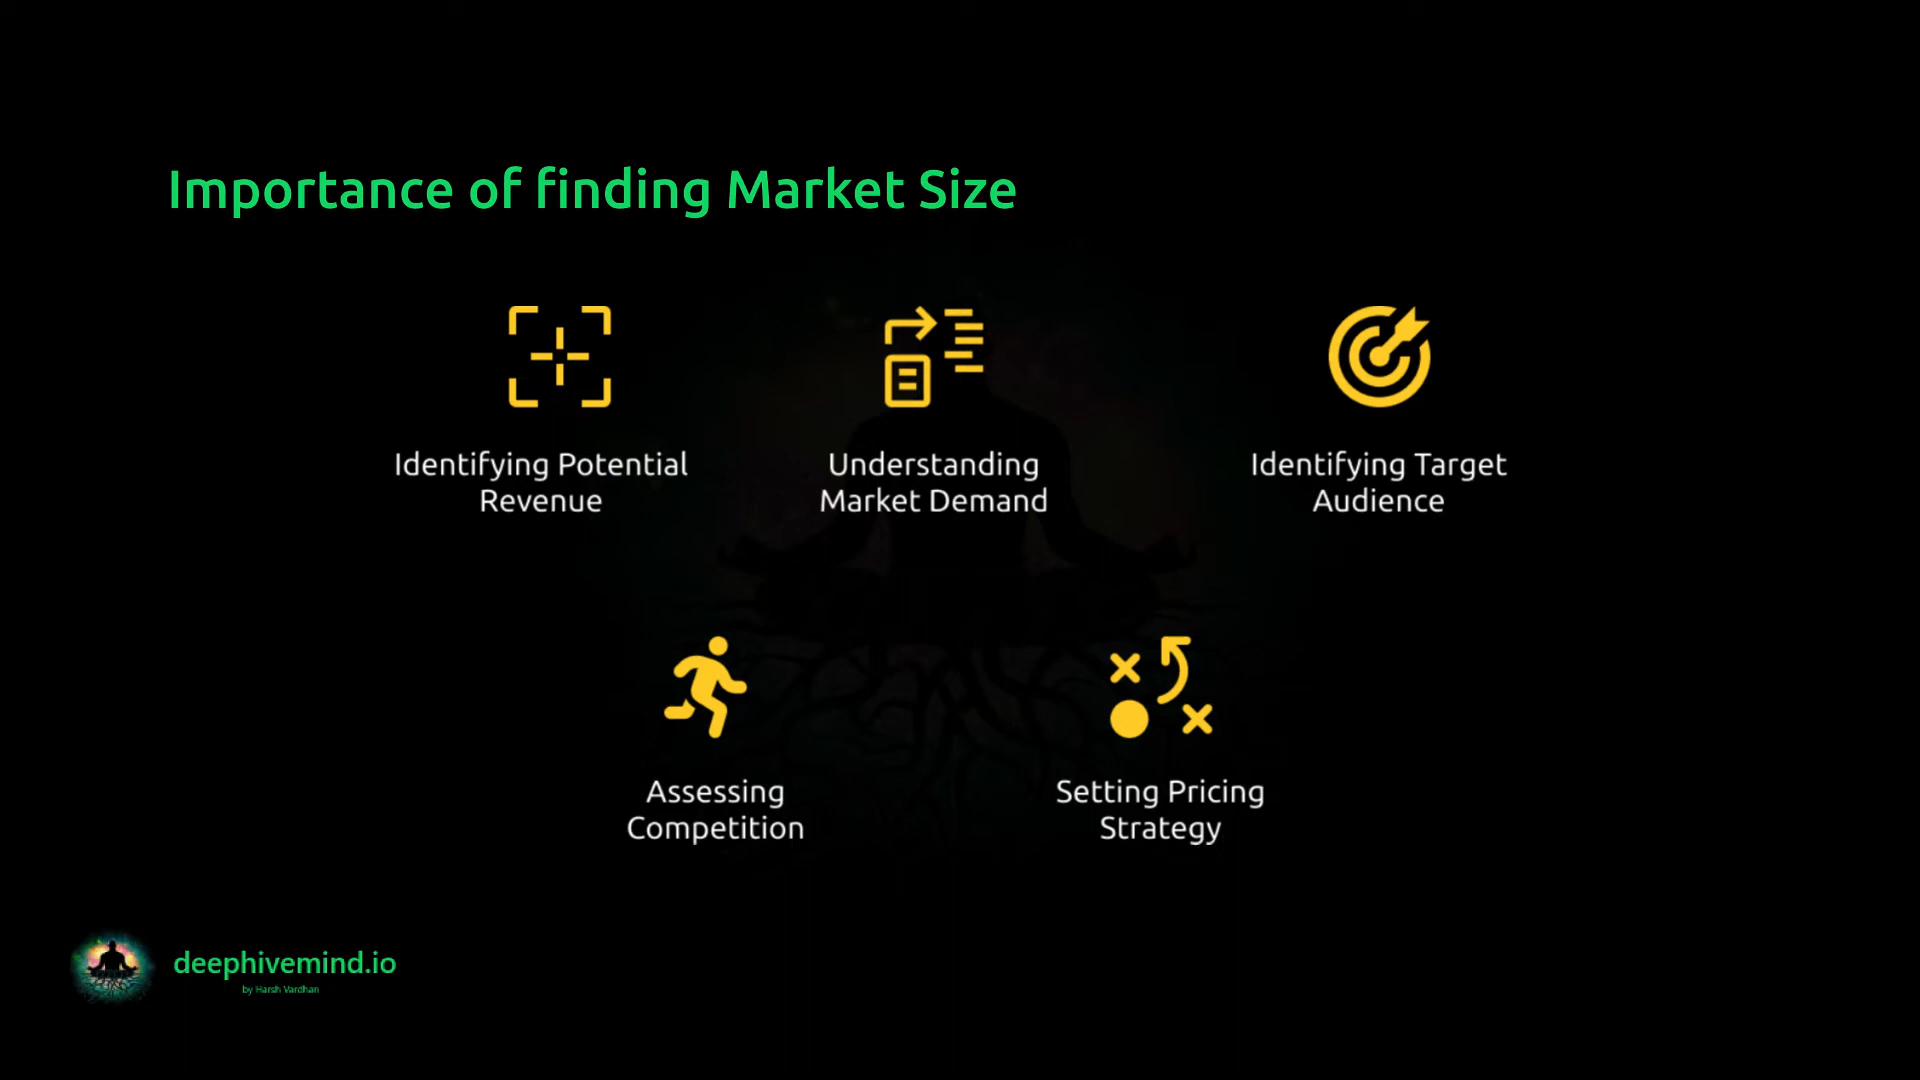 Importance of finding Market Size
Identifying Potential
Revenue
Understanding
Market Demand
Identifying Target
Audience
Assessing
Competition
Setting Pricing
Strategy
deephivemind.io
by Harsh Vardhan